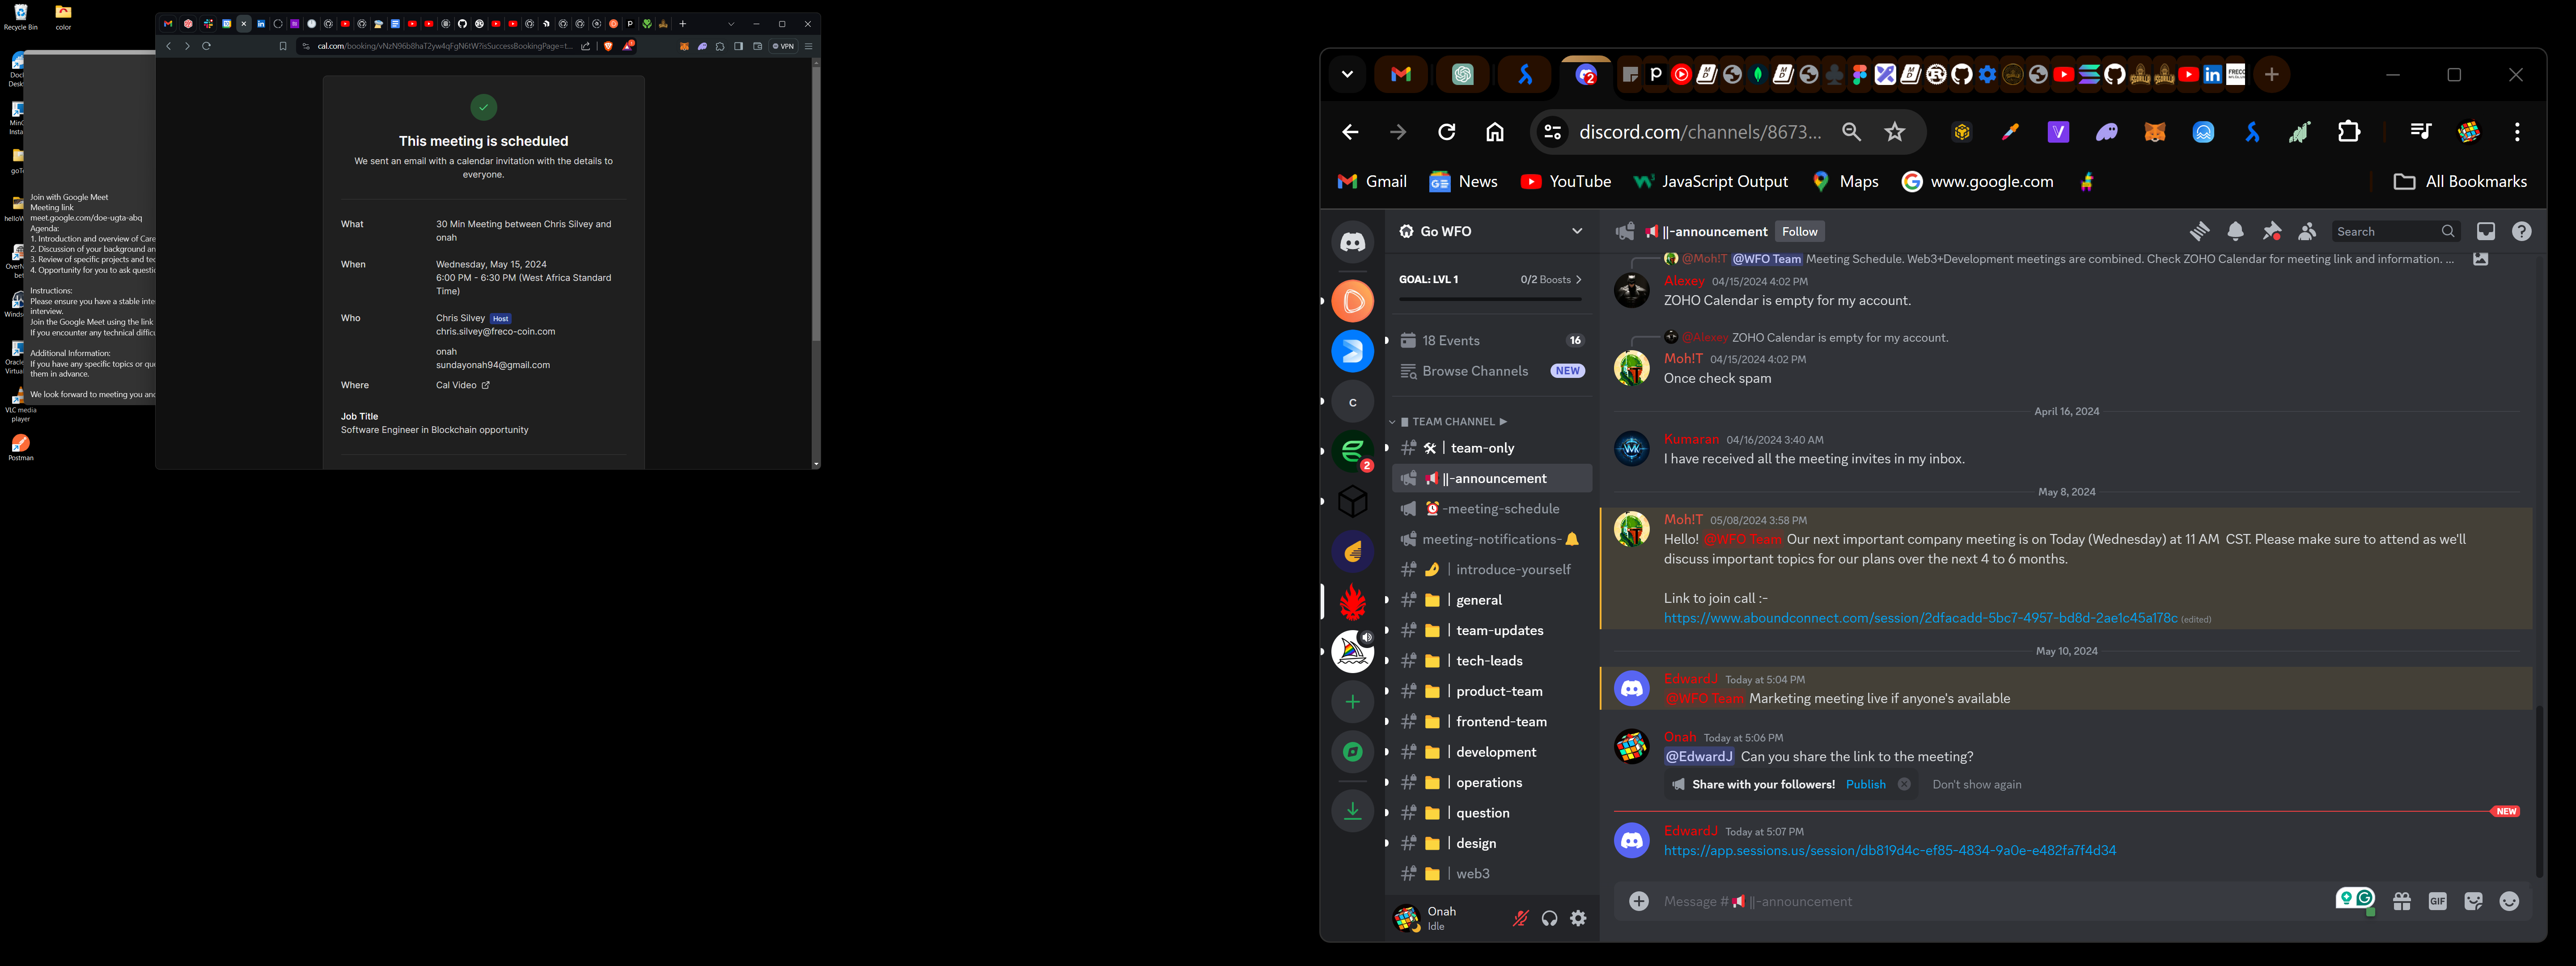 Recycle Bin
color
Dock
Desk
MinG
Insta
goT
helloW
OverN
bet
Winds
Oracle
Virtua
VLC media
player
Postman
Join with Google Meet
Meeting link
meet.google.com/doe-ugta-abq
Agenda:
1. Introduction and overview of Care
2. Discussion of your background an
3. Review of specific projects and tec
4. Opportunity for you to ask questio
Instructions:
Please ensure you have a stable inte
interview.
Join the Google Meet using the link
If you encounter any technical difficu
Additional Information:
If you have any specific topics or que
them in advance.
We look forward to meeting you and
cal.com/booking/vNzN96b8haT2yw4qFgN6tW?isSuccessBookingPage=t...
VPN
This meeting is scheduled
We sent an email with a calendar invitation with the details to
everyone.
What
30 Min Meeting between Chris Silvey and
onah
When
Wednesday, May 15, 2024
6:00 PM - 6:30 PM (West Africa Standard
Time)
Who
Chris Silvey Host
chris.silvey@freco-coin.com
onah
sundayonah94@gmail.com
Where
Cal Video
Job Title
Software Engineer in Blockchain opportunity
discord.com/channels/8673...
Gmail
News
YouTube
JavaScript Output
Maps
www.google.com
All Bookmarks
Go WFO
GOAL: LVL 1
0/2 Boosts
18 Events
16
Browse Channels
NEW
TEAM CHANNEL
team-only
||-announcement
-meeting-schedule
meeting-notifications-
introduce-yourself
general
team-updates
tech-leads
product-team
frontend-team
development
operations
question
design
web3
Onah
Idle
||-announcement
Follow
Search
@Moh!T @WFO Team Meeting Schedule. Web3+Development meetings are combined. Check ZOHO Calendar for meeting link and information. ...
Alexey 04/15/2024 4:02 PM
ZOHO Calendar is empty for my account.
@Alexey ZOHO Calendar is empty for my account.
Moh!T 04/15/2024 4:02 PM
Once check spam
April 16, 2024
Kumaran 04/16/2024 3:40 AM
I have received all the meeting invites in my inbox.
May 8, 2024
Moh!T 05/08/2024 3:58 PM
Hello! @WFO Team Our next important company meeting is on Today (Wednesday) at 11 AM CST. Please make sure to attend as we'll
discuss important topics for our plans over the next 4 to 6 months.
Link to join call :-
https://www.aboundconnect.com/session/2dfacadd-5bc7-4957-bd8d-2ae1c45a178c (edited)
May 10, 2024
EdwardJ Today at 5:04 PM
@WFO Team Marketing meeting live if anyone's available
Onah Today at 5:06 PM
@EdwardJ Can you share the link to the meeting?
Share with your followers! Publish
Don't show again
NEW
EdwardJ Today at 5:07 PM
https://app.sessions.us/session/db819d4c-ef85-4834-9a0e-e482fa7f4d34
Message # ||-announcement
GIF